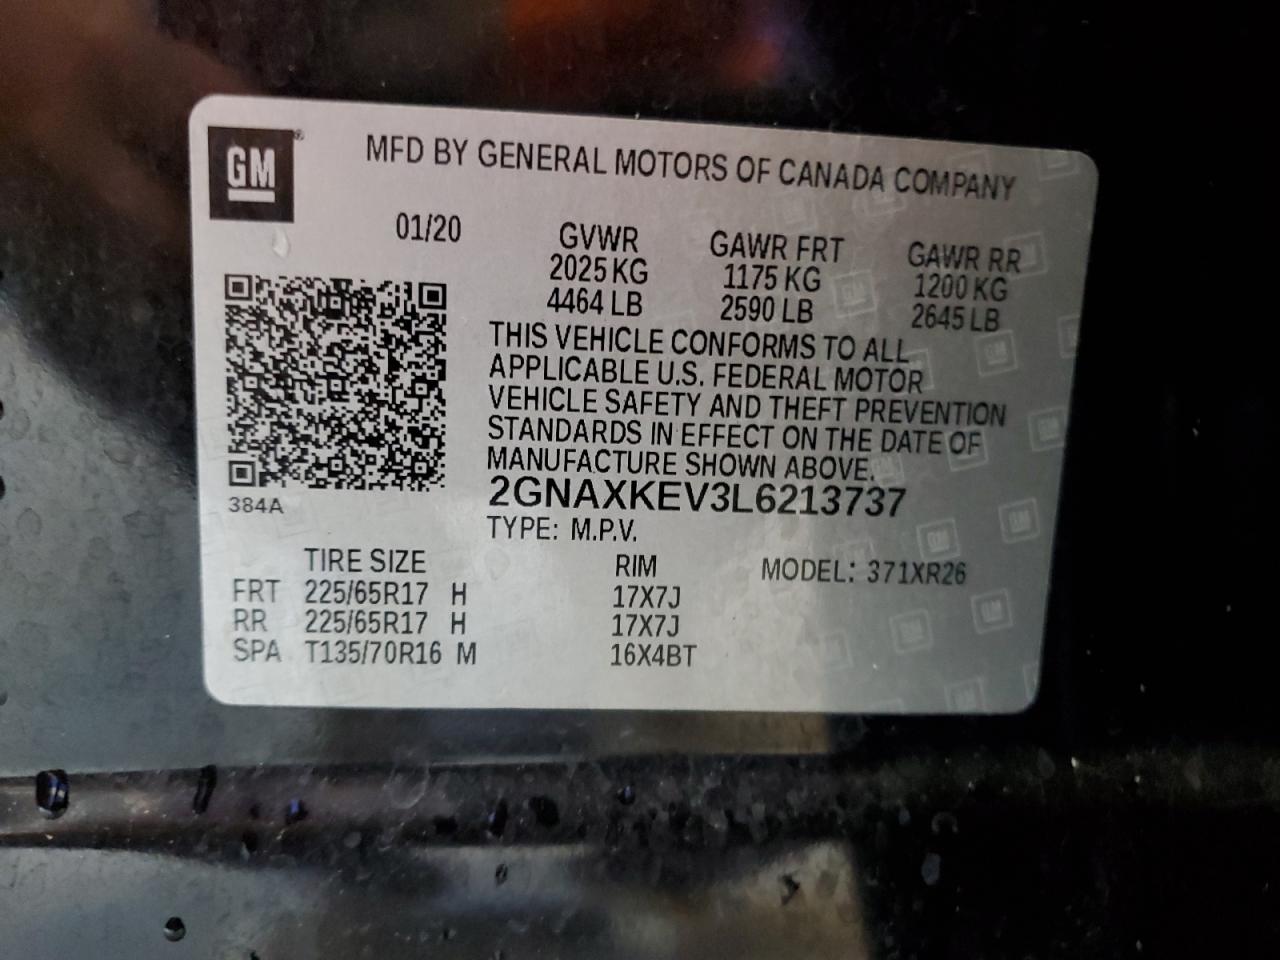 GM
MFD BY GENERAL MOTORS OF CANADA COMPANY
01/20
GVWR GAWR FRT GAWR RR
2025 KG 1175 KG 1200 KG
4464 LB 2590 LB 2645 LB
THIS VEHICLE CONFORMS TO ALL
APPLICABLE U.S. FEDERAL MOTOR
VEHICLE SAFETY AND THEFT PREVENTION
STANDARDS IN EFFECT ON THE DATE OF
MANUFACTURE SHOWN ABOVE.
384A
2GNAXKEV3L6213737
TYPE: M.P.V.
TIRE SIZE RIM MODEL: 371XR26
FRT 225/65R17 H 17X7J
RR 225/65R17 H 17X7J
SPA T135/70R16 M 16X4BT